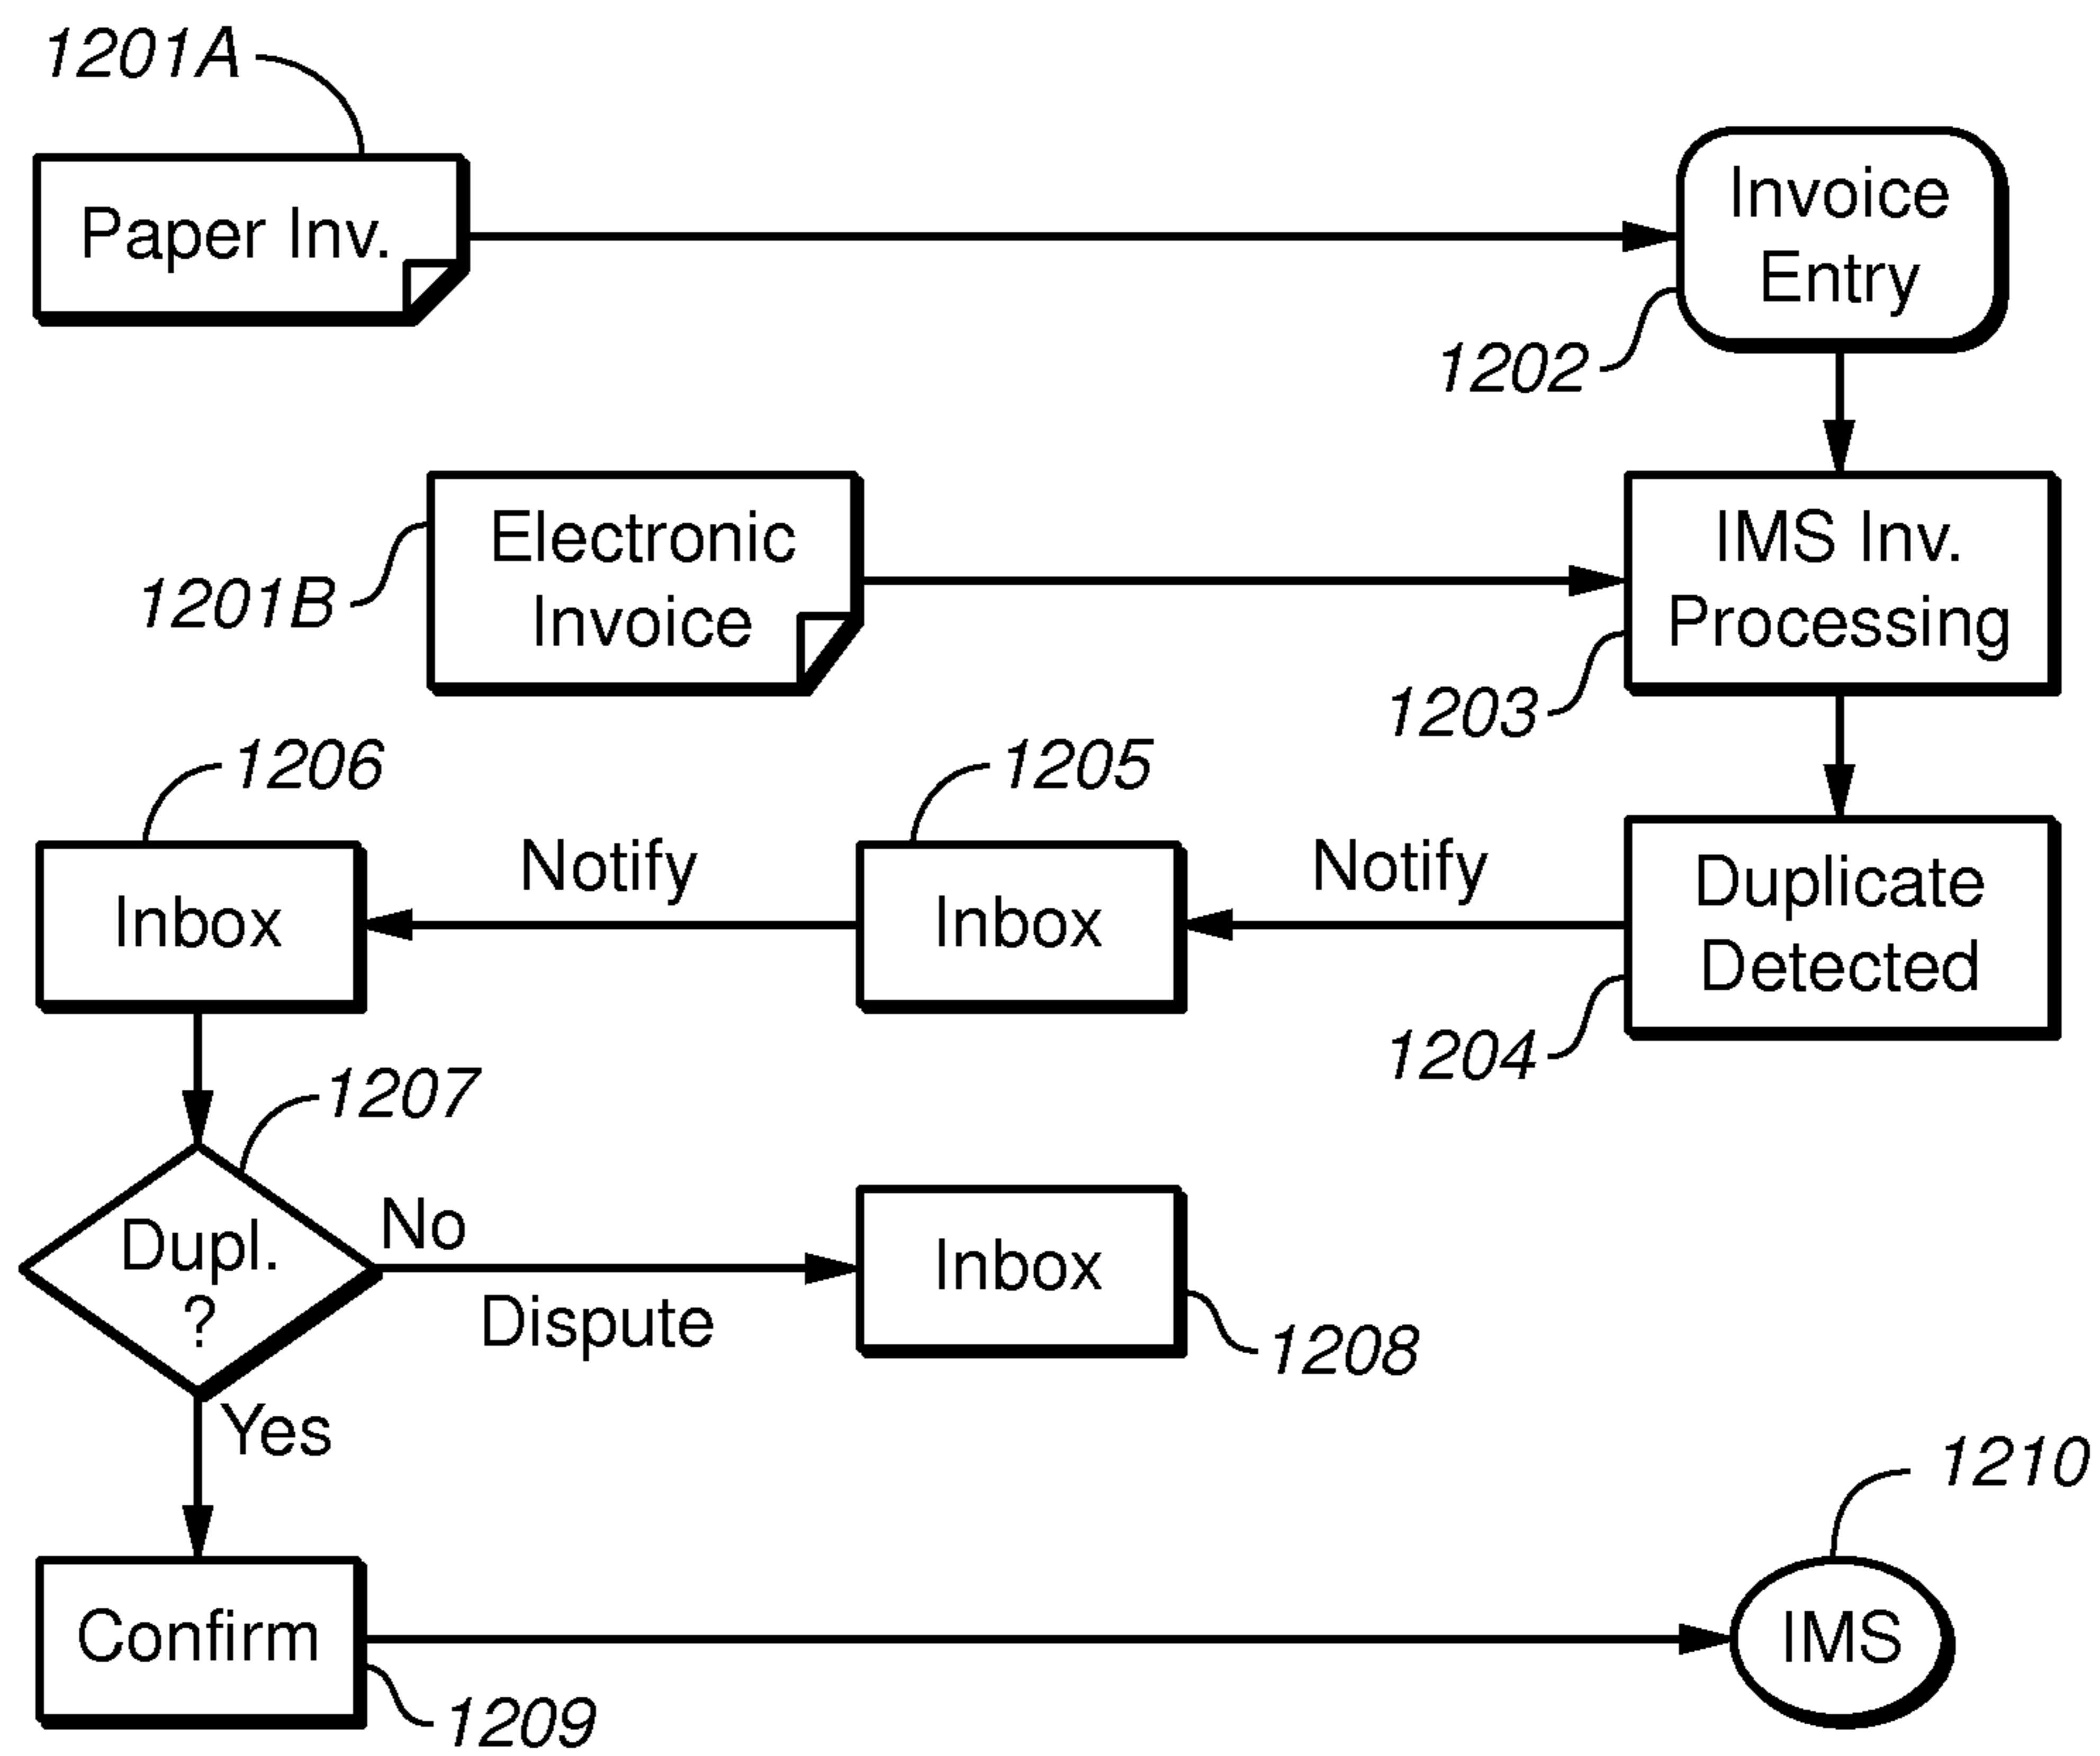 1201A
Paper Inv.
Invoice
Entry
1202
Electronic
Invoice
1201B
IMS Inv.
Processing
1203
1206
1205
Inbox
Notify
Inbox
Notify
Duplicate
Detected
1204
1207
Dupl.
?
No
Dispute
Inbox
1208
Yes
1210
Confirm
IMS
1209